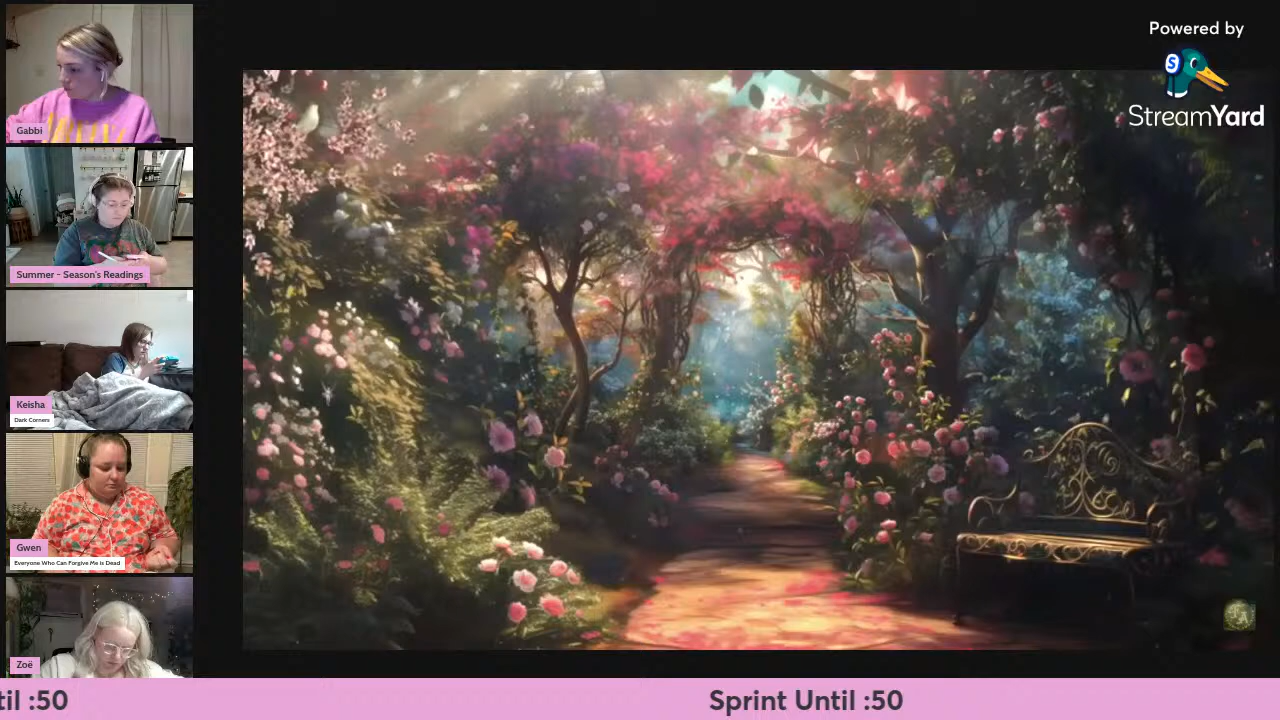 Powered by
S
StreamYard
Gabbi
Summer - Season's Readings
Keisha
Dark Corners
Gwen
Everyone Who Can Forgive Me is Dead
Zoë
til :50
Sprint Until :50